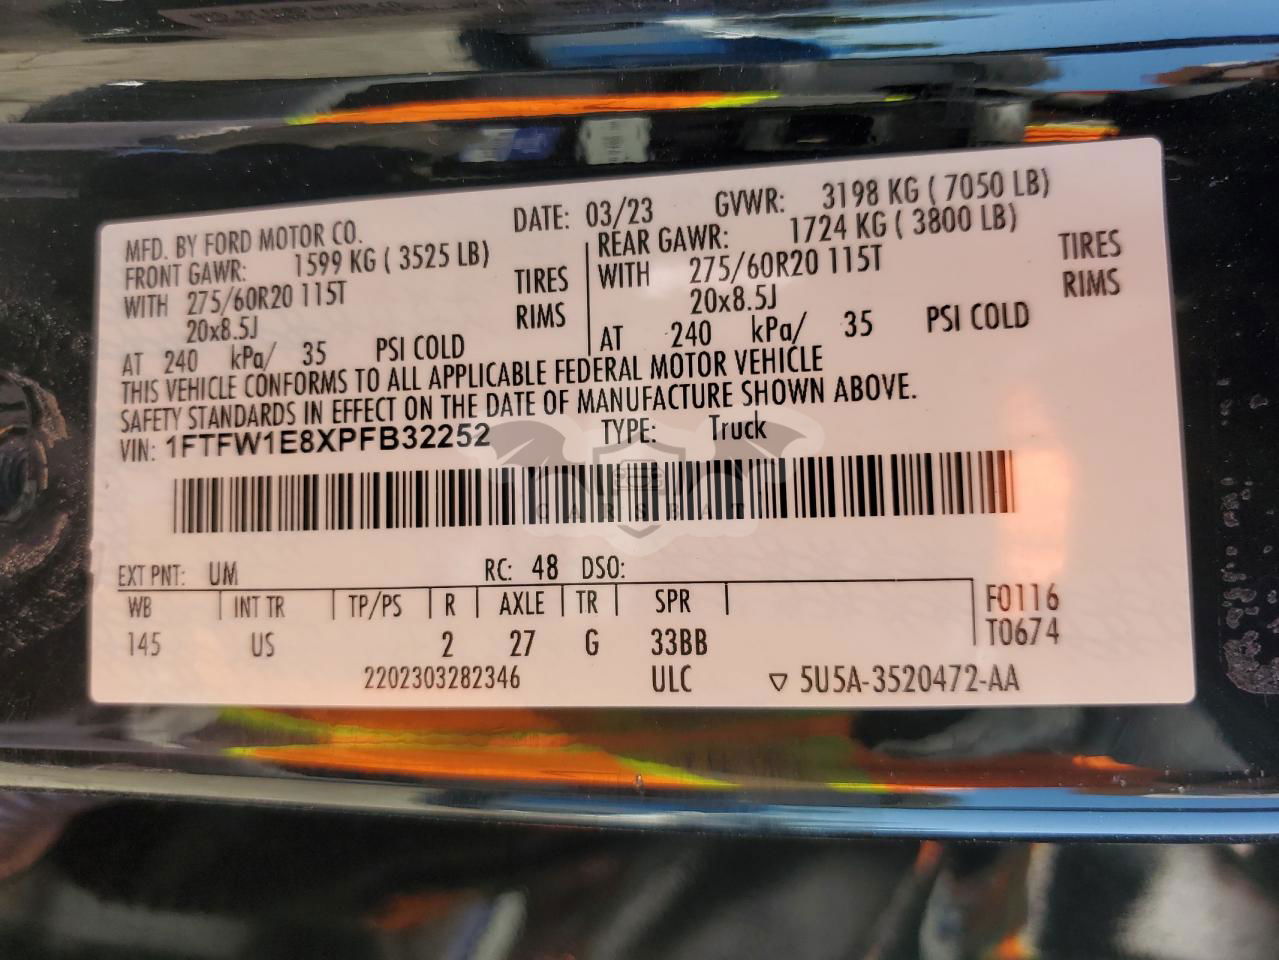 MFD. BY FORD MOTOR CO.
DATE: 03/23 GVWR: 3198 KG ( 7050 LB)
FRONT GAWR: 1599 KG ( 3525 LB)
WITH 275/60R20 115T TIRES
20x8.5J RIMS
AT 240 kPa/ 35 PSI COLD
REAR GAWR: 1724 KG ( 3800 LB)
WITH 275/60R20 115T TIRES
20x8.5J RIMS
AT 240 kPa/ 35 PSI COLD
THIS VEHICLE CONFORMS TO ALL APPLICABLE FEDERAL MOTOR VEHICLE
SAFETY STANDARDS IN EFFECT ON THE DATE OF MANUFACTURE SHOWN ABOVE.
VIN: 1FTFW1E8XPFB32252 TYPE: Truck
CARSBAT
EXT PNT: UM RC: 48 DSO:
WB INT TR TP/PS R AXLE TR SPR F0116
145 US 2 27 G 33BB T0674
2202303282346 ULC ▽ 5U5A-3520472-AA